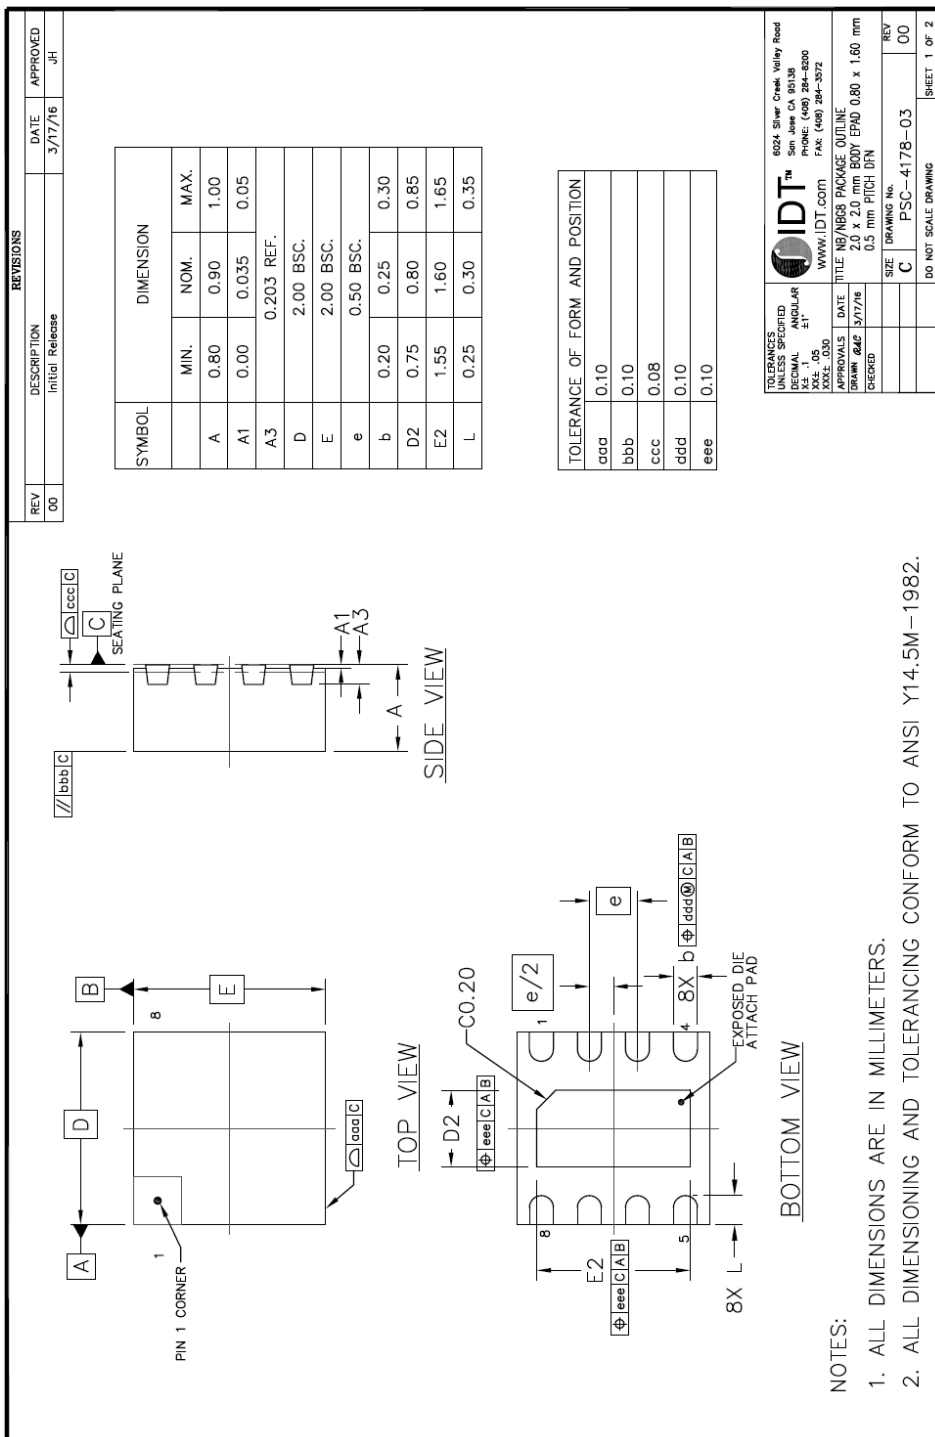 REVISIONS
REV DESCRIPTION DATE APPROVED
00 Initial Release 3/17/16 JH
// bbb C
ccc C
C
SEATING PLANE
A1
A3
A
SIDE VIEW
SYMBOL DIMENSION
MIN. NOM. MAX.
A 0.80 0.90 1.00
A1 0.00 0.035 0.05
A3 0.203 REF.
D 2.00 BSC.
E 2.00 BSC.
e 0.50 BSC.
b 0.20 0.25 0.30
D2 0.75 0.80 0.85
E2 1.55 1.60 1.65
L 0.25 0.30 0.35
A
D
B
1
8
E
PIN 1 CORNER
aaa C
TOP VIEW
D2
⌖ eee C A B
C0.20
e/2
e
8
1
E2
⌖ eee C A B
5
4
8X b
⌖ ddd Ⓜ C A B
8X L
EXPOSED DIE
ATTACH PAD
BOTTOM VIEW
TOLERANCE OF FORM AND POSITION
aaa 0.10
bbb 0.10
ccc 0.08
ddd 0.10
eee 0.10
NOTES:
1. ALL DIMENSIONS ARE IN MILLIMETERS.
2. ALL DIMENSIONING AND TOLERANCING CONFORM TO ANSI Y14.5M-1982.
TOLERANCES
UNLESS SPECIFIED
DECIMAL ANGULAR
X± .1 ±1°
XX± .05
XXX± .030
APPROVALS DATE
DRAWN RAC 3/17/16
CHECKED
IDT™
www.IDT.com
6024 Silver Creek Valley Road
San Jose CA 95138
PHONE: (408) 284-8200
FAX: (408) 284-3572
TITLE NB/NBG8 PACKAGE OUTLINE
2.0 x 2.0 mm BODY EPAD 0.80 x 1.60 mm
0.5 mm PITCH DFN
SIZE DRAWING No. REV
C PSC-4178-03 00
DO NOT SCALE DRAWING SHEET 1 OF 2